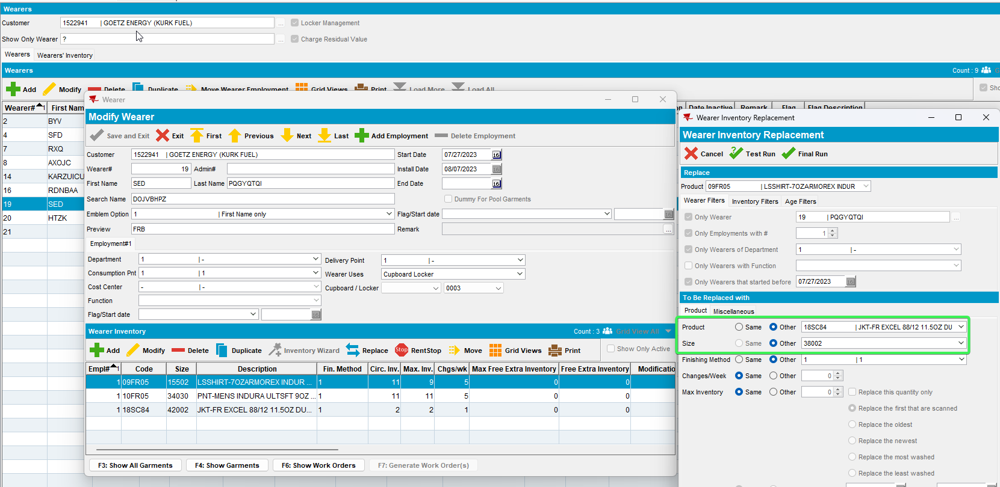 Wearers
Customer 1522941 | GOETZ ENERGY (KURK FUEL) ... Locker Management
Show Only Wearer ? ... Charge Residual Value
Wearers Wearers' Inventory
Wearers Count : 9
Add Modify Delete Duplicate Move Wearer Employment Grid Views Print Load More Load All
Wearer# 1 First Nam Date Inactive Remark Flag Flag Description
2 BYV
4 SFD
7 RXQ
8 AXOJC
14 KARZUICU
16 RDNBAA
19 SED
20 HTZK
21
Wearer
Modify Wearer
Save and Exit Exit First Previous Next Last Add Employment Delete Employment
Customer 1522941 | GOETZ ENERGY (KURK FUEL) Start Date 07/27/2023 16
Wearer# 19 Admin# Install Date 08/07/2023 16
First Name SED Last Name PQGYQTQI End Date 16
Search Name DOJVBHPZ Dummy For Pool Garments
Emblem Option 1 | First Name only Flag/Start date 16
Preview FRB Remark ...
Employment#1
Department 1 | - Delivery Point 1 | -
Consumption Pnt 1 | 1 Wearer Uses Cupboard Locker
Cost Center - | - Cupboard / Locker 0003
Function
Flag/Start date 16
Wearer Inventory Count : 3 Grid View All
Add Modify Delete Duplicate Inventory Wizard Replace Stop RentStop Move Grid Views Print Show Only Active
Empl# 1 Code Size Description Fin. Method Circ. Inv. Max. Inv. Chgs/wk Max Free Extra Inventory Free Extra Inventory Modificatio
1 09FR05 15502 LSSHIRT-7OZARMOREX INDUR ... 1 11 9 5 0 0
1 10FR05 34030 PNT-MENS INDURA ULTSFT 9OZ ... 1 11 11 5 0 0
1 18SC84 42002 JKT-FR EXCEL 88/12 11.5OZ DU... 1 2 2 1 0 0
F3: Show All Garments F4: Show Garments F6: Show Work Orders F7: Generate Work Order(s)
Wearer Inventory Replacement
Wearer Inventory Replacement
Cancel Test Run Final Run
Replace
Product 09FR05 | LSSHIRT-7OZARMOREX INDUR
Wearer Filters Inventory Filters Age Filters
Only Wearer 19 | PQGYQTQI ...
Only Employments with # 1
Only Wearers of Department 1 | -
Only Wearers with Function
Only Wearers that started before 07/27/2023 16
To Be Replaced with
Product Miscellaneous
Product Same Other 18SC84 | JKT-FR EXCEL 88/12 11.5OZ DU
Size Same Other 38002
Finishing Method Same Other 1 | 1
Changes/Week Same Other 0
Max Inventory Same Other 0 Replace this quantity only
Replace the first that are scanned
Replace the oldest
Replace the newest
Replace the most washed
Replace the least washed